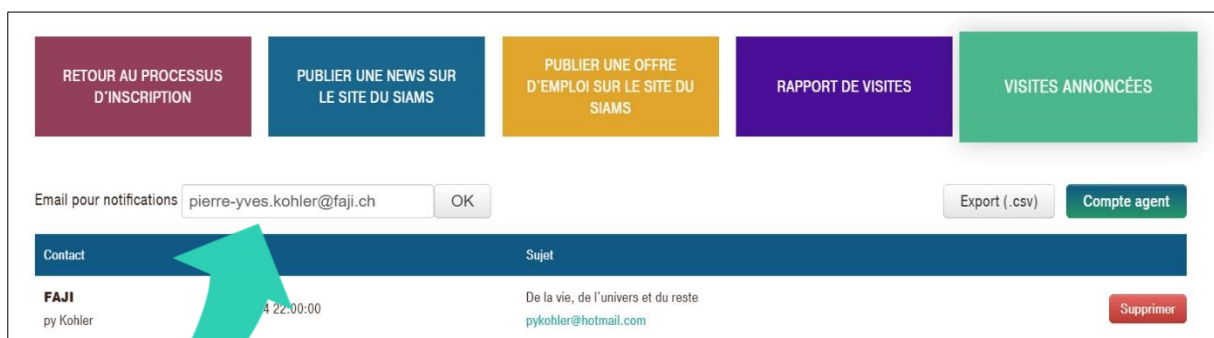 RETOUR AU PROCESSUS
D'INSCRIPTION
PUBLIER UNE NEWS SUR
LE SITE DU SIAMS
PUBLIER UNE OFFRE
D'EMPLOI SUR LE SITE DU
SIAMS
RAPPORT DE VISITES
VISITES ANNONCÉES
Email pour notifications pierre-yves.kohler@faji.ch OK Export (.csv) Compte agent
Contact Sujet
FAJI De la vie, de l'univers et du reste
4 22:00:00 Supprimer
py Kohler pykohler@hotmail.com